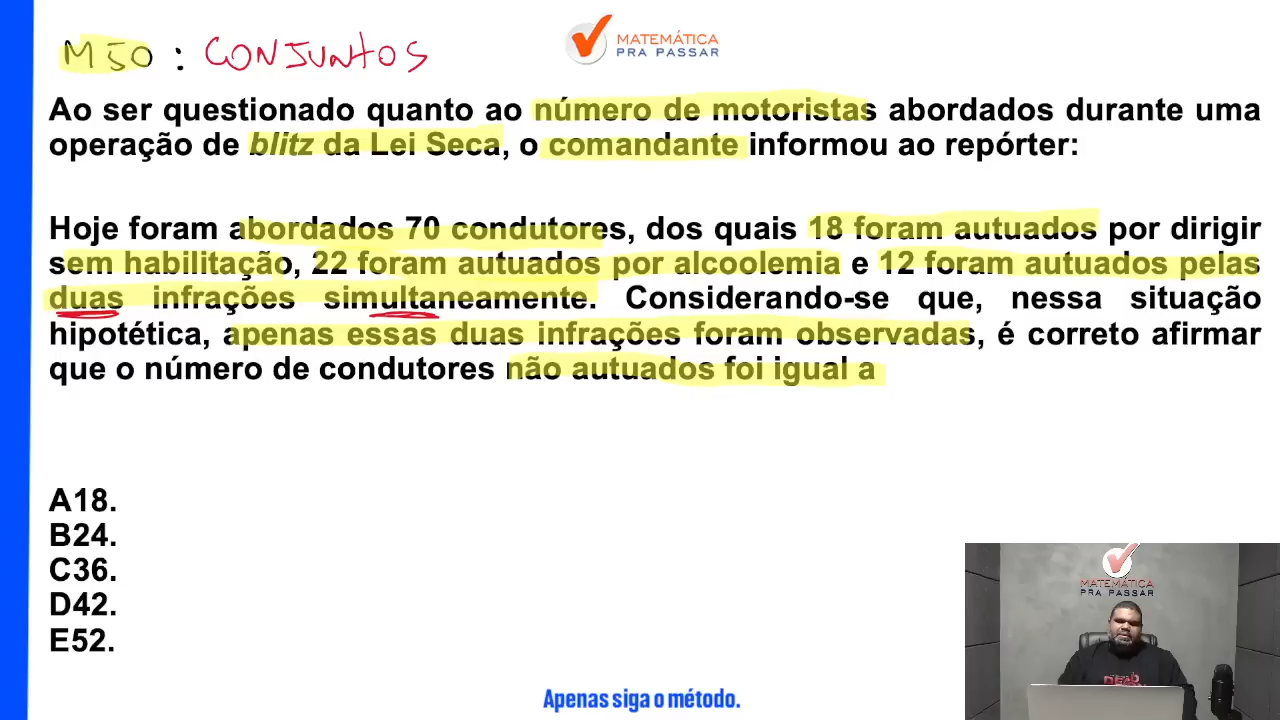 M50 : CONJUNTOS
MATEMÁTICA
PRA PASSAR
Ao ser questionado quanto ao número de motoristas abordados durante uma
operação de blitz da Lei Seca, o comandante informou ao repórter:
Hoje foram abordados 70 condutores, dos quais 18 foram autuados por dirigir
sem habilitação, 22 foram autuados por alcoolemia e 12 foram autuados pelas
duas infrações simultaneamente. Considerando-se que, nessa situação
hipotética, apenas essas duas infrações foram observadas, é correto afirmar
que o número de condutores não autuados foi igual a
A18.
B24.
C36.
D42.
E52.
MATEMÁTICA
PRA PASSAR
Apenas siga o método.